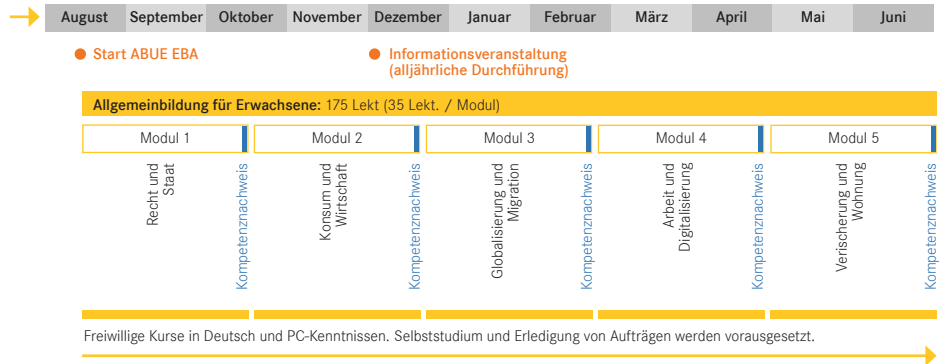 August September Oktober November Dezember Januar Februar März April Mai Juni
Start ABUE EBA
Informationsveranstaltung
(alljährliche Durchführung)
Allgemeinbildung für Erwachsene: 175 Lekt (35 Lekt. / Modul)
Modul 1 Modul 2 Modul 3 Modul 4 Modul 5
Recht und
Staat
Kompetenznachweis
Konsum und
Wirtschaft
Kompetenznachweis
Globalisierung und
Migration
Kompetenznachweis
Arbeit und
Digitalisierung
Kompetenznachweis
Verischerung und
Wohnung
Kompetenznachweis
Freiwillige Kurse in Deutsch und PC-Kenntnissen. Selbststudium und Erledigung von Aufträgen werden vorausgesetzt.